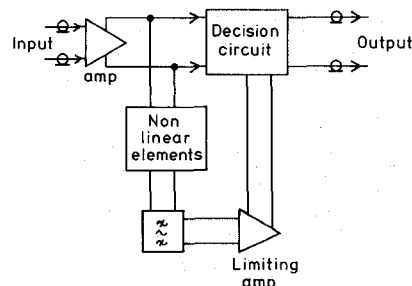 Input
amp
Decision
circuit
Output
Non
linear
elements
Limiting
amp